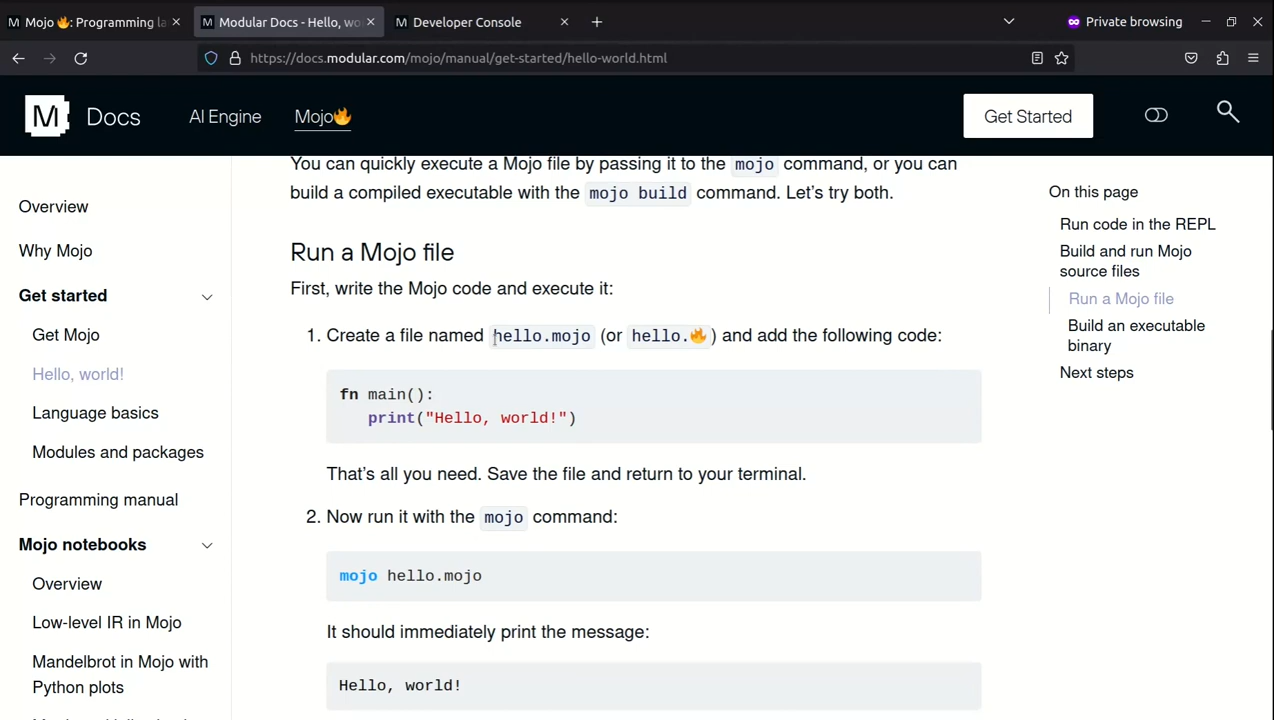 Mojo 🔥: Programming la
Modular Docs - Hello, wo
Developer Console
Private browsing
https://docs.modular.com/mojo/manual/get-started/hello-world.html
M Docs
AI Engine
Mojo🔥
Get Started
You can quickly execute a Mojo file by passing it to the mojo command, or you can
build a compiled executable with the mojo build command. Let's try both.
Run a Mojo file
First, write the Mojo code and execute it:
1. Create a file named hello.mojo (or hello.🔥) and add the following code:
fn main():
print("Hello, world!")
That's all you need. Save the file and return to your terminal.
2. Now run it with the mojo command:
mojo hello.mojo
It should immediately print the message:
Hello, world!
Overview
Why Mojo
Get started
Get Mojo
Hello, world!
Language basics
Modules and packages
Programming manual
Mojo notebooks
Overview
Low-level IR in Mojo
Mandelbrot in Mojo with
Python plots
On this page
Run code in the REPL
Build and run Mojo
source files
Run a Mojo file
Build an executable
binary
Next steps